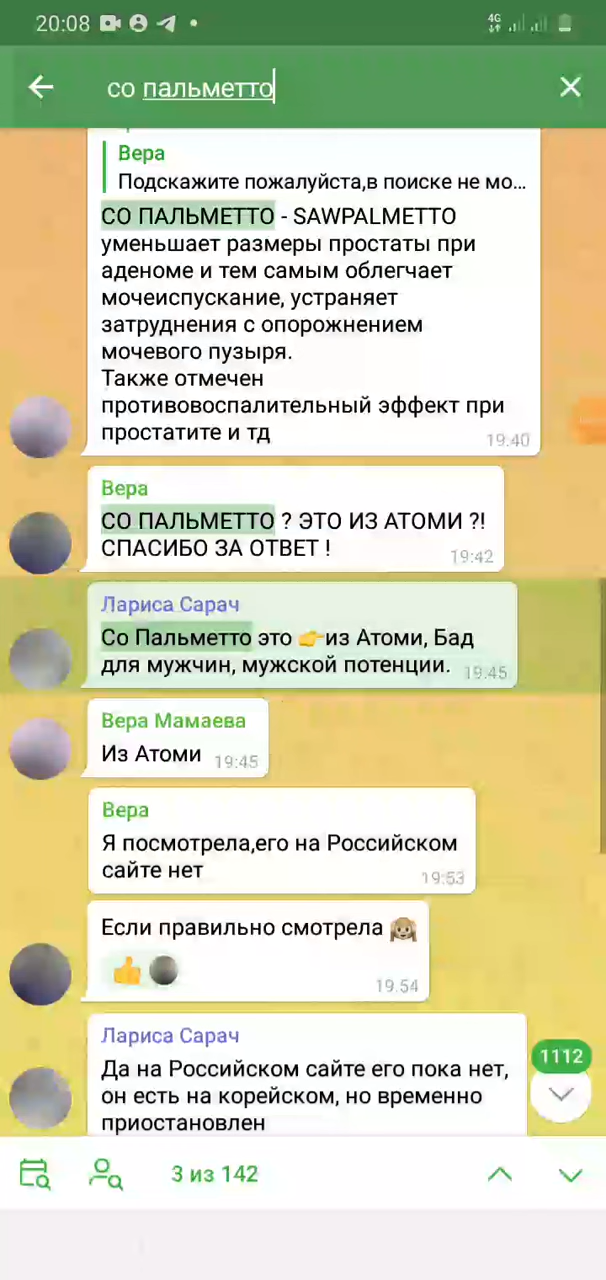 20:08
4G
со пальметто
Вера
Подскажите пожалуйста,в поиске не мо...
СО ПАЛЬМЕТТО - SAWPALMETTO
уменьшает размеры простаты при
аденоме и тем самым облегчает
мочеиспускание, устраняет
затруднения с опорожнением
мочевого пузыря.
Также отмечен
противовоспалительный эффект при
простатите и тд
19:40
Вера
СО ПАЛЬМЕТТО ? ЭТО ИЗ АТОМИ ?!
СПАСИБО ЗА ОТВЕТ !
19:42
Лариса Сарач
Со Пальметто это 👉из Атоми, Бад
для мужчин, мужской потенции.
19:45
Вера Мамаева
Из Атоми
19:45
Вера
Я посмотрела,его на Российском
сайте нет
19:53
Если правильно смотрела 🙉
19:54
Лариса Сарач
Да на Российском сайте его пока нет,
он есть на корейском, но временно
приостановлен
1112
3 из 142